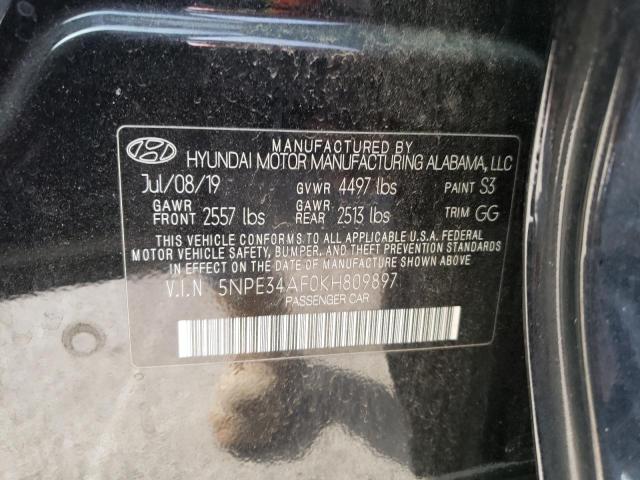 MANUFACTURED BY
HYUNDAI MOTOR MANUFACTURING ALABAMA, LLC
Jul/08/19 GVWR 4497 lbs PAINT S3
GAWR FRONT 2557 lbs GAWR REAR 2513 lbs TRIM GG
THIS VEHICLE CONFORMS TO ALL APPLICABLE U.S.A. FEDERAL
MOTOR VEHICLE SAFETY, BUMPER, AND THEFT PREVENTION STANDARDS
IN EFFECT ON THE DATE OF MANUFACTURE SHOWN ABOVE.
V.I.N 5NPE34AF0KH809897
PASSENGER CAR